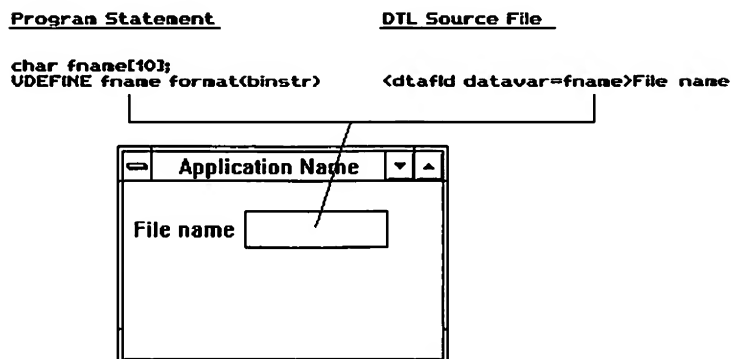 Program Statement
DTL Source File
char fname[10];
VDEFINE fname format(binstr)
<dtafld datavar=fname>File name
Application Name
File name